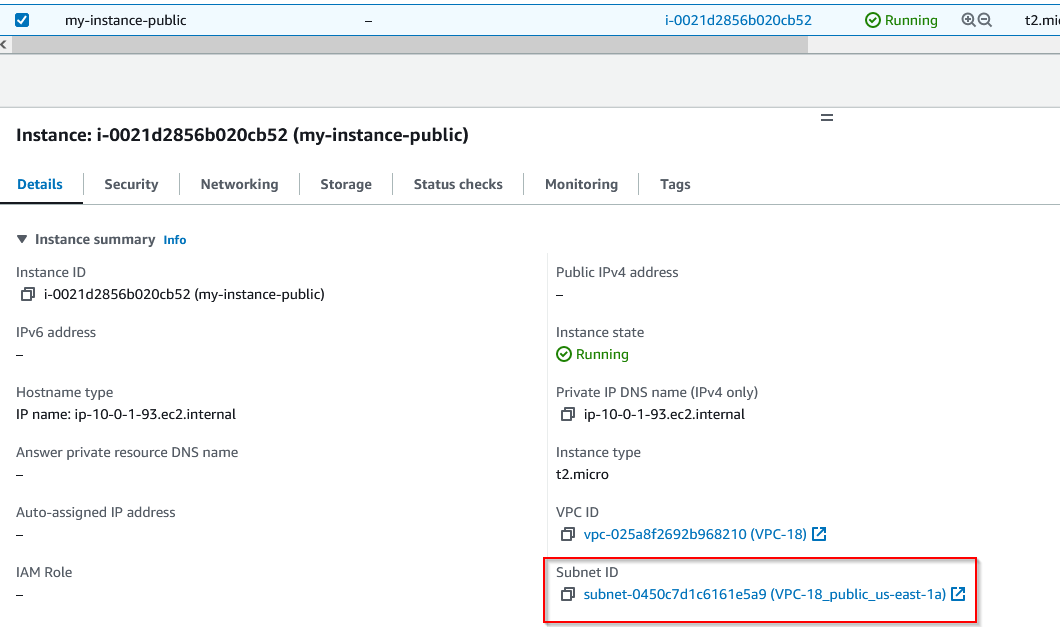 my-instance-public – i-0021d2856b020cb52 Running
Instance: i-0021d2856b020cb52 (my-instance-public)
Details Security Networking Storage Status checks Monitoring Tags
Instance summary Info
Instance ID
i-0021d2856b020cb52 (my-instance-public)
Public IPv4 address
–
IPv6 address
–
Instance state
Running
Hostname type
IP name: ip-10-0-1-93.ec2.internal
Private IP DNS name (IPv4 only)
ip-10-0-1-93.ec2.internal
Answer private resource DNS name
–
Instance type
t2.micro
Auto-assigned IP address
–
VPC ID
vpc-025a8f2692b968210 (VPC-18)
IAM Role
–
Subnet ID
subnet-0450c7d1c6161e5a9 (VPC-18_public_us-east-1a)